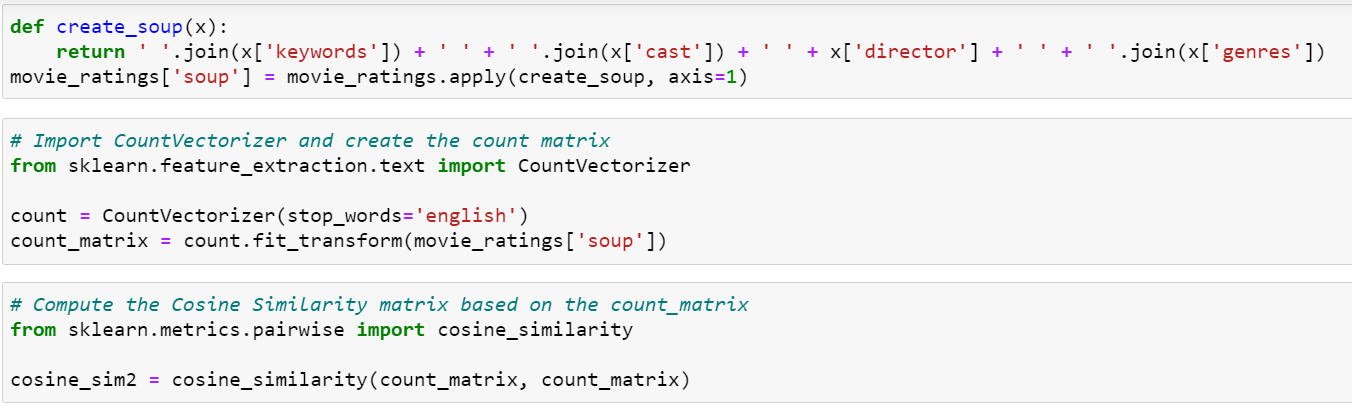 def create_soup(x):
    return ' '.join(x['keywords']) + ' ' + ' '.join(x['cast']) + ' ' + x['director'] + ' ' + ' '.join(x['genres'])
movie_ratings['soup'] = movie_ratings.apply(create_soup, axis=1)
# Import CountVectorizer and create the count matrix
from sklearn.feature_extraction.text import CountVectorizer
count = CountVectorizer(stop_words='english')
count_matrix = count.fit_transform(movie_ratings['soup'])
# Compute the Cosine Similarity matrix based on the count_matrix
from sklearn.metrics.pairwise import cosine_similarity
cosine_sim2 = cosine_similarity(count_matrix, count_matrix)